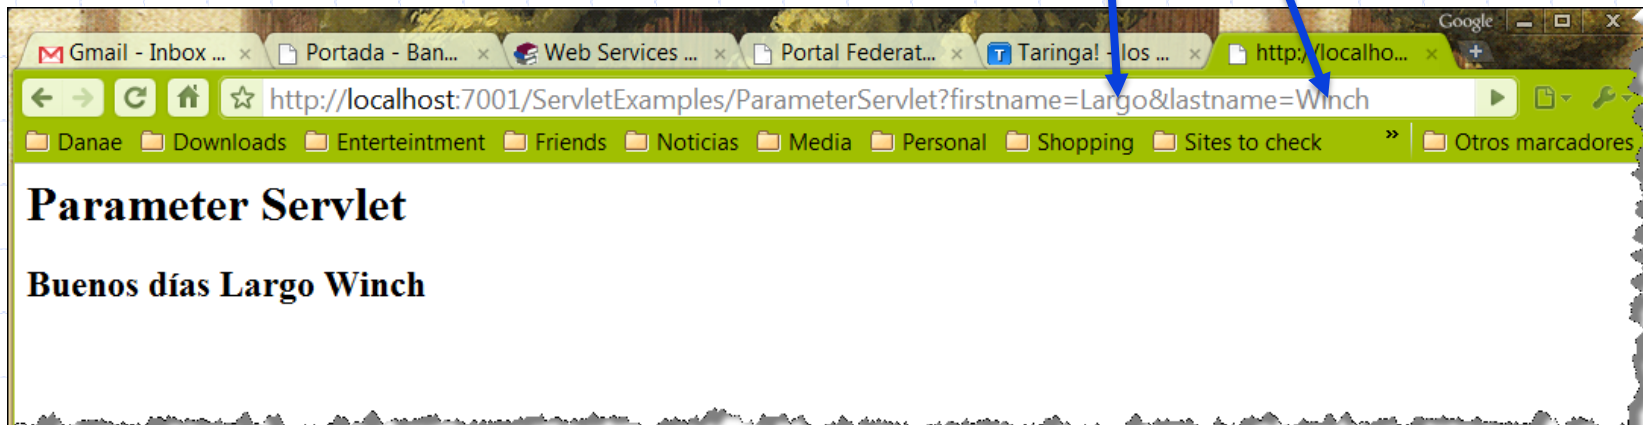 Google
Gmail - Inbox ... Portada - Ban... Web Services ... Portal Federat... Taringa! - los ... http://localho...
http://localhost:7001/ServletExamples/ParameterServlet?firstname=Largo&lastname=Winch
Danae Downloads Enterteintment Friends Noticias Media Personal Shopping Sites to check » Otros marcadores
Parameter Servlet
Buenos días Largo Winch